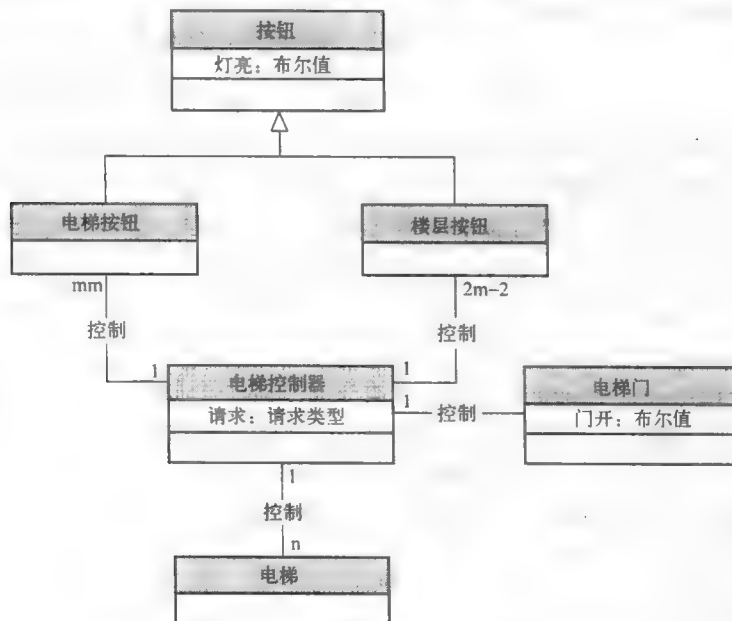 按钮
灯亮：布尔值
电梯按钮
楼层按钮
mm
2m-2
控制
控制
1
1
电梯控制器
电梯门
请求：请求类型
1
控制
门开：布尔值
1
控制
n
电梯